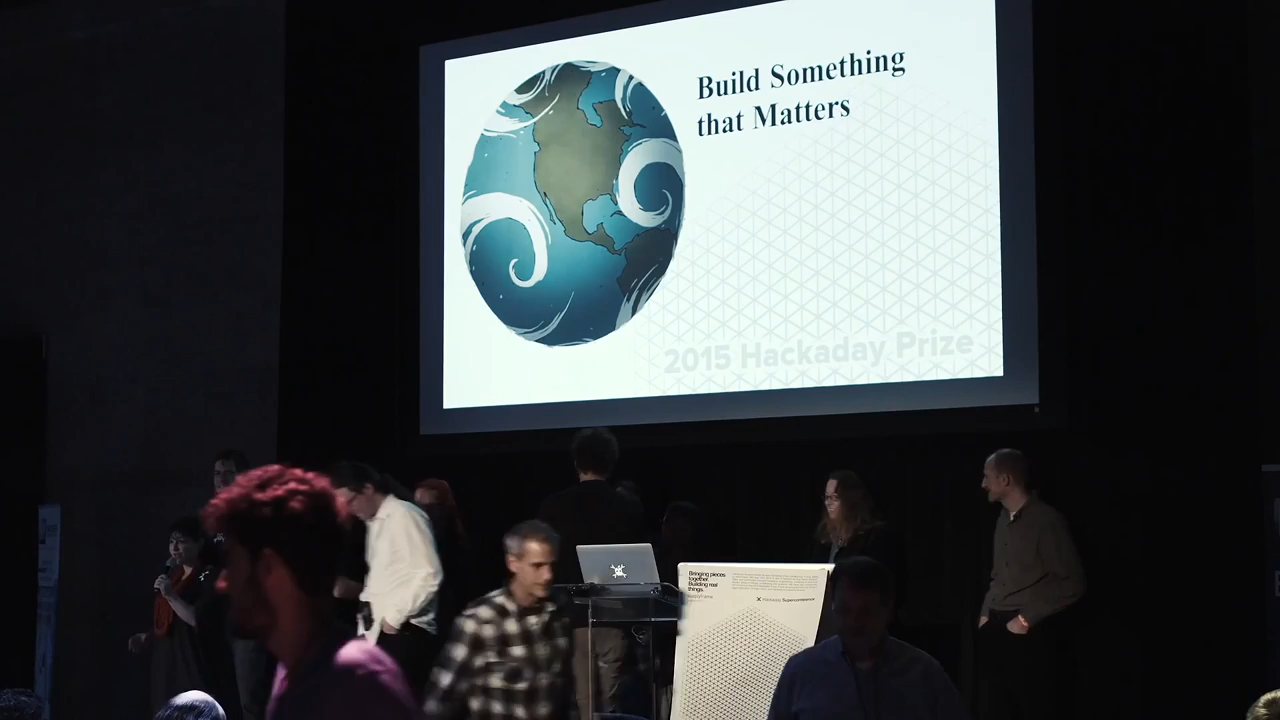 Build Something
that Matters
2015 Hackaday Prize
Bringing pieces
together.
Building real
things.
Hackaday Superconference